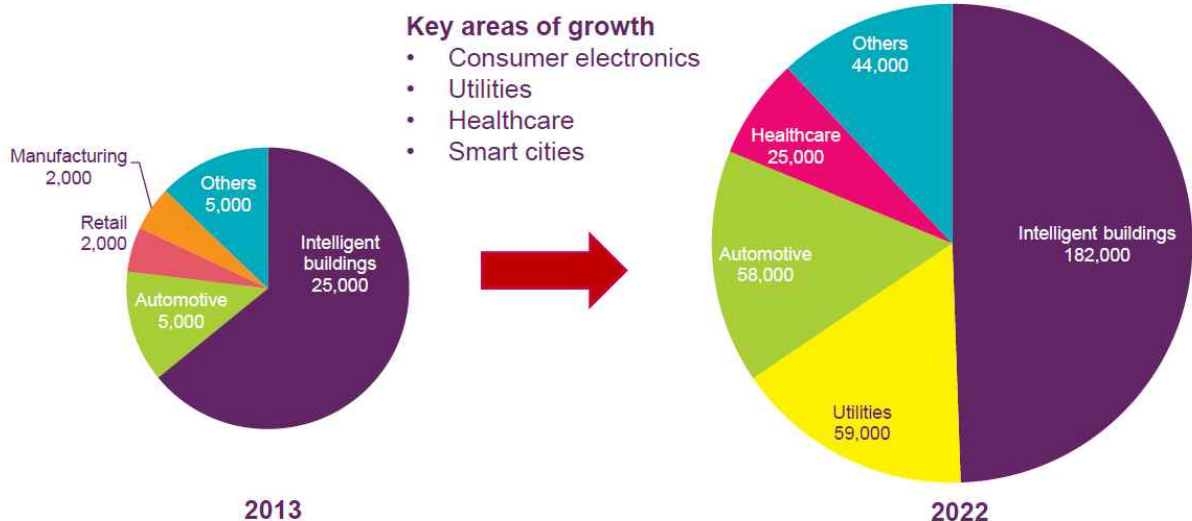 Key areas of growth
• Consumer electronics
• Utilities
• Healthcare
• Smart cities
Manufacturing
2,000
Retail
2,000
Others
5,000
Automotive
5,000
Intelligent
buildings
25,000
2013
Others
44,000
Healthcare
25,000
Automotive
58,000
Utilities
59,000
Intelligent buildings
182,000
2022